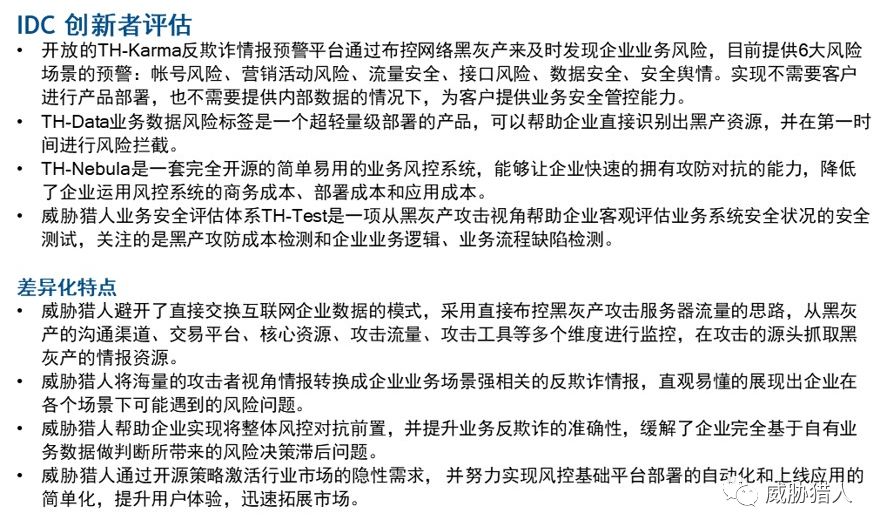 IDC 创新者评估
• 开放的TH-Karma反欺诈情报预警平台通过布控网络黑灰产来及时发现企业业务风险，目前提供6大风险
场景的预警：帐号风险、营销活动风险、流量安全、接口风险、数据安全、安全舆情。实现不需要客户
进行产品部署，也不需要提供内部数据的情况下，为客户提供业务安全管控能力。
• TH-Data业务数据风险标签是一个超轻量级部署的产品，可以帮助企业直接识别出黑产资源，并在第一时
间进行风险拦截。
• TH-Nebula是一套完全开源的简单易用的业务风控系统，能够让企业快速的拥有攻防对抗的能力，降低
了企业运用风控系统的商务成本、部署成本和应用成本。
• 威胁猎人业务安全评估体系TH-Test是一项从黑灰产攻击视角帮助企业客观评估业务系统安全状况的安全
测试，关注的是黑产攻防成本检测和企业业务逻辑、业务流程缺陷检测。
差异化特点
• 威胁猎人避开了直接交换互联网企业数据的模式，采用直接布控黑灰产攻击服务器流量的思路，从黑灰
产的沟通渠道、交易平台、核心资源、攻击流量、攻击工具等多个维度进行监控，在攻击的源头抓取黑
灰产的情报资源。
• 威胁猎人将海量的攻击者视角情报转换成企业业务场景强相关的反欺诈情报，直观易懂的展现出企业在
各个场景下可能遇到的风险问题。
• 威胁猎人帮助企业实现将整体风控对抗前置，并提升业务反欺诈的准确性，缓解了企业完全基于自有业
务数据做判断所带来的风险决策滞后问题。
• 威胁猎人通过开源策略激活行业市场的隐性需求， 并努力实现风控基础平台部署的自动化和上线应用的
简单化，提升用户体验，迅速拓展市场。
威胁猎人